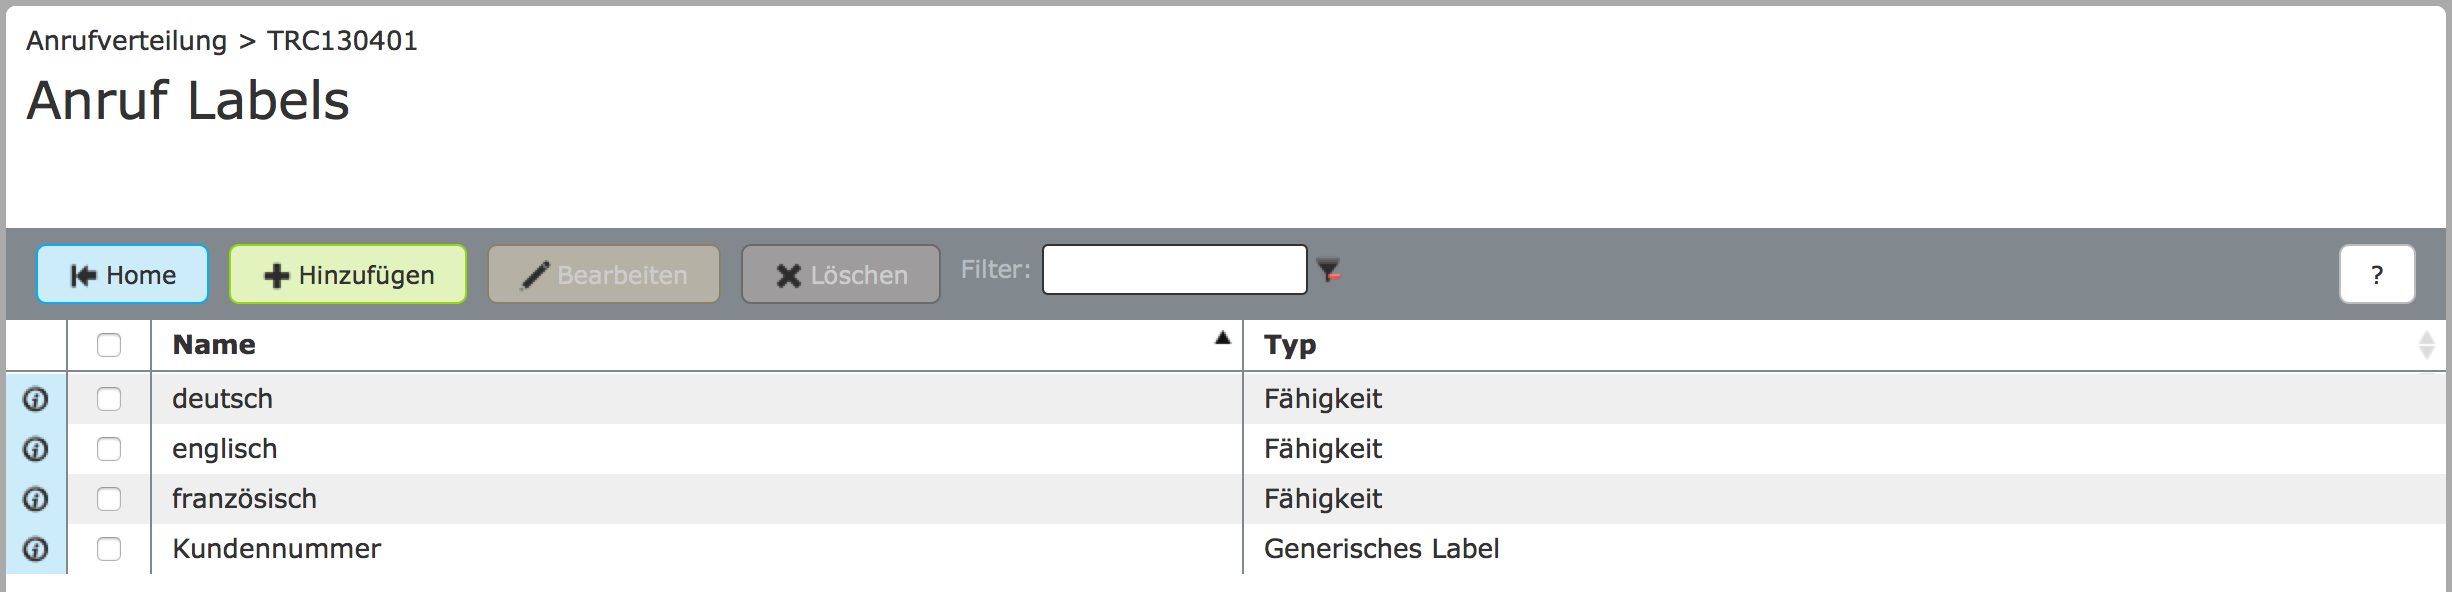 Anrufverteilung > TRC130401
Anruf Labels
Home Hinzufügen Bearbeiten Löschen Filter: ?
Name Typ
deutsch Fähigkeit
englisch Fähigkeit
französisch Fähigkeit
Kundennummer Generisches Label